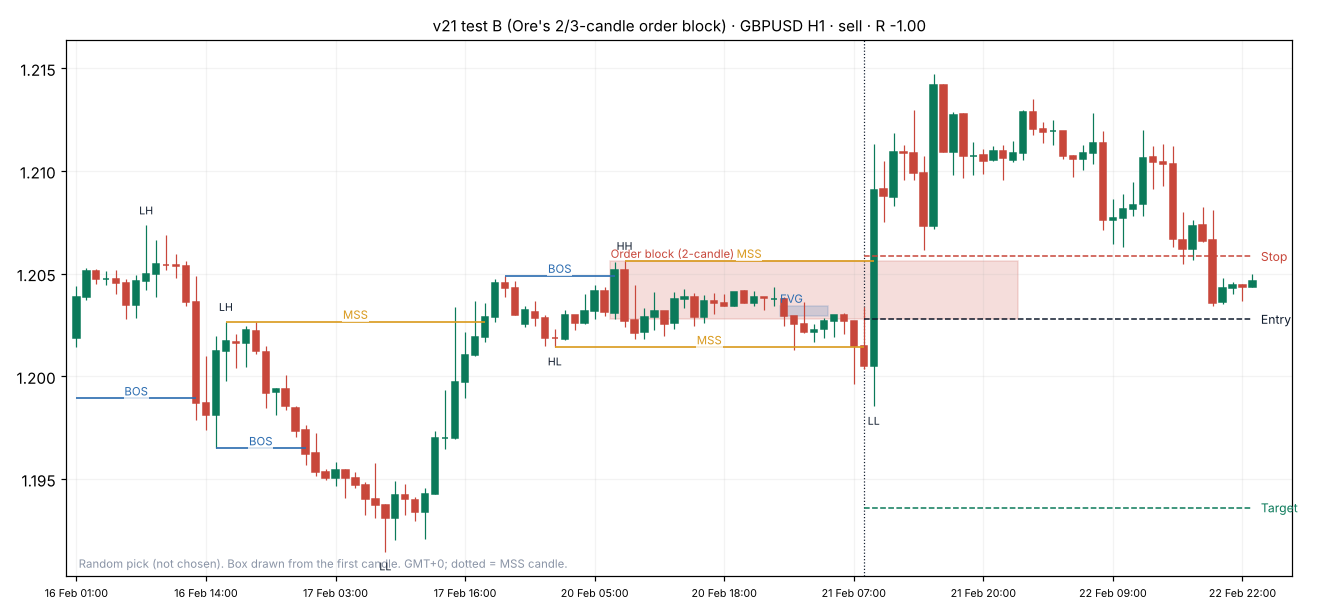 v21 test B (Ore's 2/3-candle order block) · GBPUSD H1 · sell · R -1.00
1.215
1.210
1.205
1.200
1.195
LH
LH
HH
Order block (2-candle) MSS
BOS
Stop
FVG
MSS
Entry
MSS
HL
BOS
LL
BOS
Target
Random pick (not chosen). Box drawn from the first candle. GMT+0; dotted = MSS candle.
LL
16 Feb 01:00 16 Feb 14:00 17 Feb 03:00 17 Feb 16:00 20 Feb 05:00 20 Feb 18:00 21 Feb 07:00 21 Feb 20:00 22 Feb 09:00 22 Feb 22:00